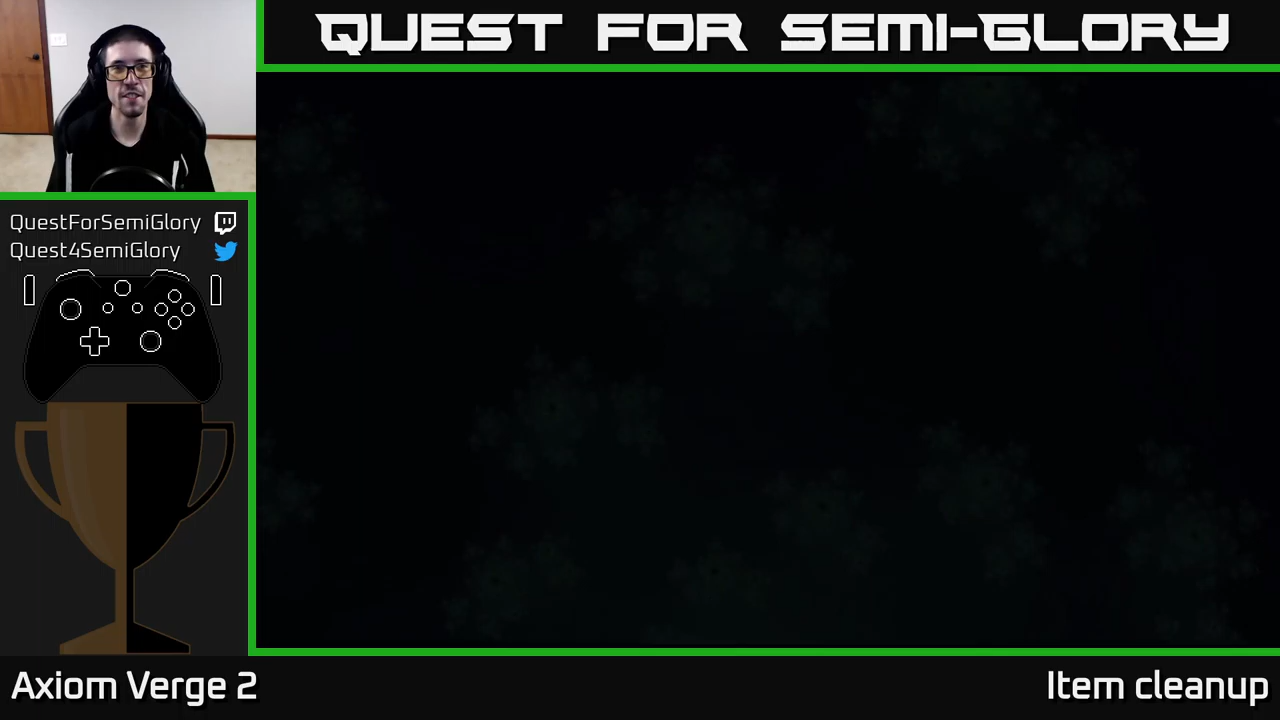 QUEST FOR SEMI-GLORY
QuestForSemiGlory
Quest4SemiGlory
Axiom Verge 2
Item cleanup